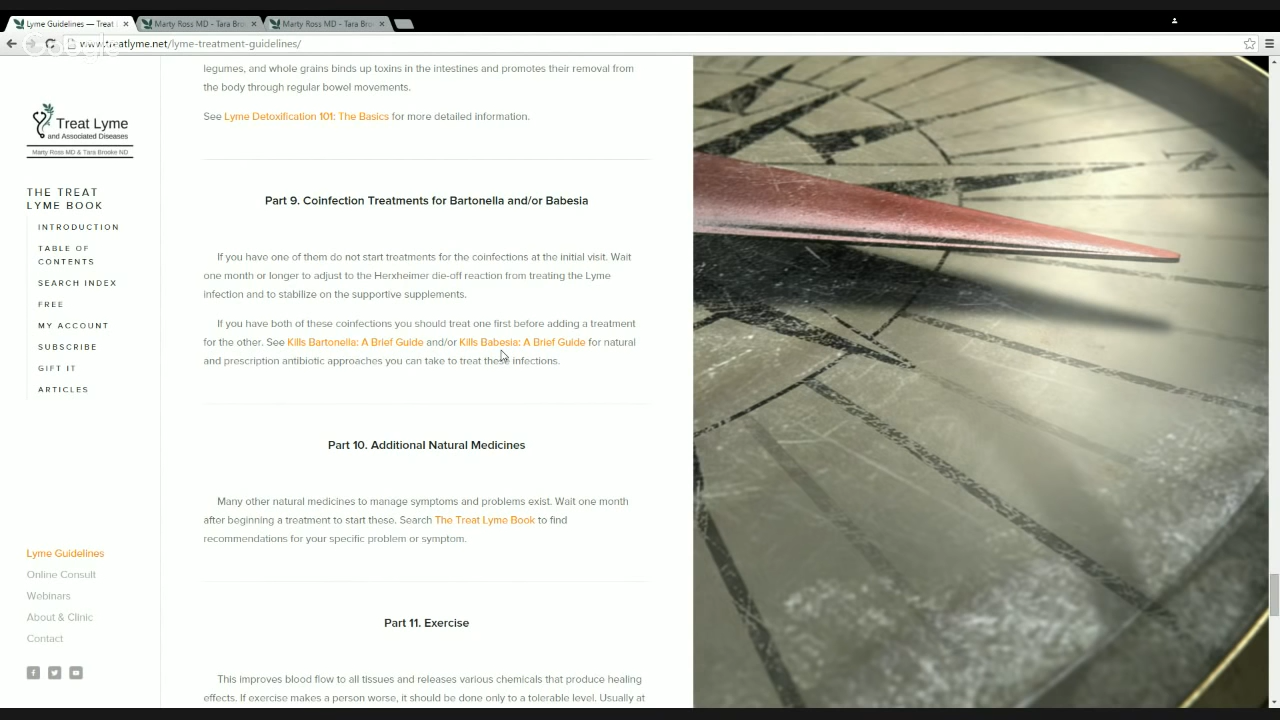 Lyme Guidelines — Treat L
Marty Ross MD - Tara Bro
Marty Ross MD - Tara Bro
www.treatlyme.net/lyme-treatment-guidelines/
Google
Treat Lyme
and Associated Diseases
Marty Ross MD & Tara Brooke ND
THE TREAT
LYME BOOK
INTRODUCTION
TABLE OF
CONTENTS
SEARCH INDEX
FREE
MY ACCOUNT
SUBSCRIBE
GIFT IT
ARTICLES
Lyme Guidelines
Online Consult
Webinars
About & Clinic
Contact
legumes, and whole grains binds up toxins in the intestines and promotes their removal from
the body through regular bowel movements.
See Lyme Detoxification 101: The Basics for more detailed information.
Part 9. Coinfection Treatments for Bartonella and/or Babesia
If you have one of them do not start treatments for the coinfections at the initial visit. Wait
one month or longer to adjust to the Herxheimer die-off reaction from treating the Lyme
infection and to stabilize on the supportive supplements.
If you have both of these coinfections you should treat one first before adding a treatment
for the other. See Kills Bartonella: A Brief Guide and/or Kills Babesia: A Brief Guide for natural
and prescription antibiotic approaches you can take to treat these infections.
Part 10. Additional Natural Medicines
Many other natural medicines to manage symptoms and problems exist. Wait one month
after beginning a treatment to start these. Search The Treat Lyme Book to find
recommendations for your specific problem or symptom.
Part 11. Exercise
This improves blood flow to all tissues and releases various chemicals that produce healing
effects. If exercise makes a person worse, it should be done only to a tolerable level. Usually at
N